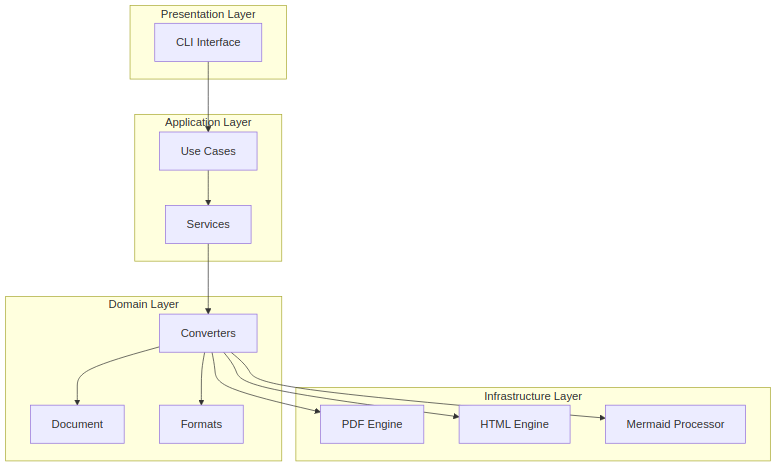 Presentation Layer
CLI Interface
Application Layer
Use Cases
Services
Domain Layer
Converters
Document
Formats
Infrastructure Layer
PDF Engine
HTML Engine
Mermaid Processor